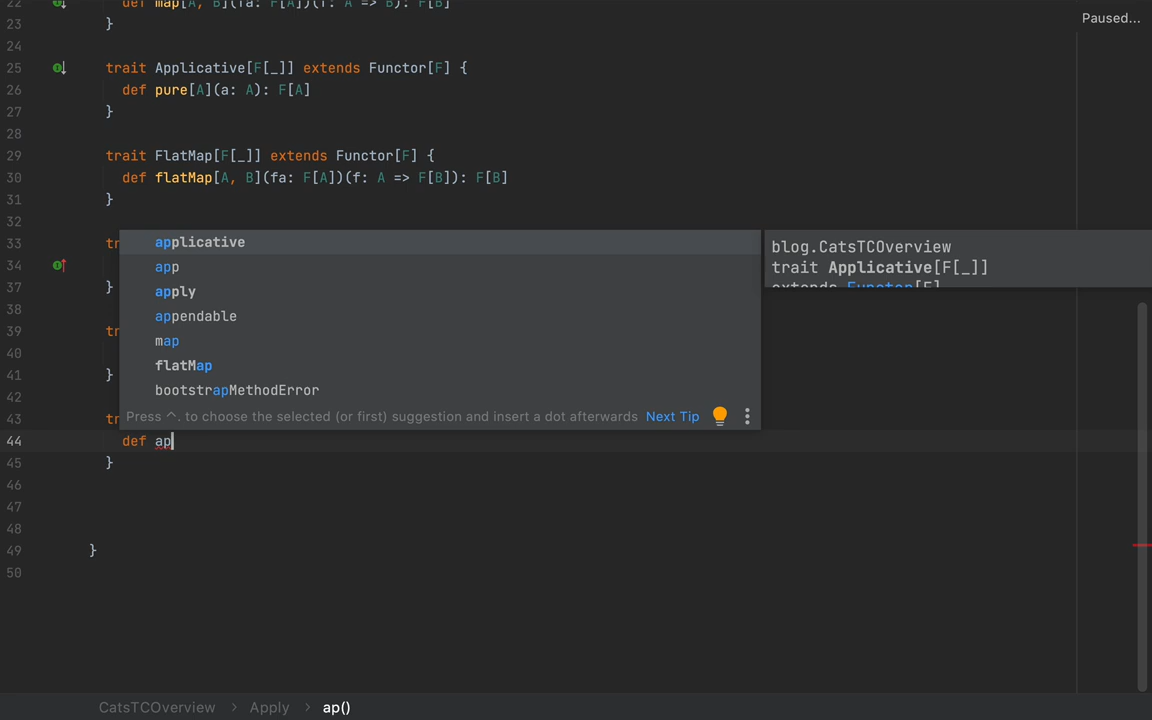 22 def map[A, B](fa: F[A])(f: A => B): F[B]
Paused...
23 }
24
25 trait Applicative[F[_]] extends Functor[F] {
26 def pure[A](a: A): F[A]
27 }
28
29 trait FlatMap[F[_]] extends Functor[F] {
30 def flatMap[A, B](fa: F[A])(f: A => F[B]): F[B]
31 }
32
33 tr
applicative
blog.CatsTCOverview
34
app
trait Applicative[F[_]]
extends Functor[F]
37 }
apply
38
appendable
39 tr
map
40
flatMap
41 }
bootstrapMethodError
42
43 tr
Press ^. to choose the selected (or first) suggestion and insert a dot afterwards Next Tip
44 def ap
45 }
46
47
48
49 }
50
CatsTCOverview > Apply > ap()